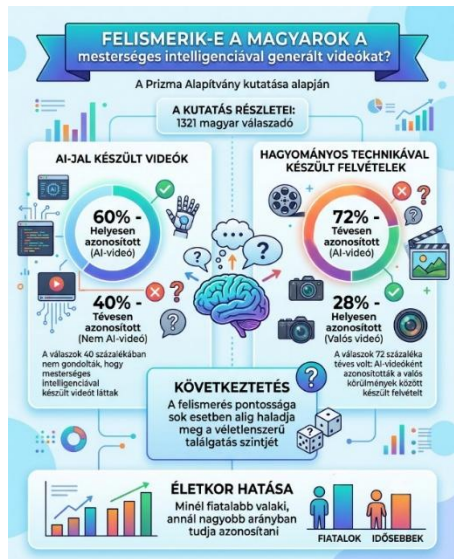 FELISMERIK-E A MAGYAROK A
mesterséges intelligenciával generált videókat?
A Prizma Alapítvány kutatása alapján
A KUTATÁS RÉSZLETEI:
1321 magyar válaszadó
AI-JAL KÉSZÜLT VIDEÓK
60% -
Helyesen
azonosított
(AI-videó)
40% -
Tévesen
azonosított
(Nem AI-videó)
A válaszok 40 százalékában
nem gondolták, hogy
mesterséges
intelligenciával
készült videót láttak
HAGYOMÁNYOS TECHNIKÁVAL
KÉSZÜLT FELVÉTELEK
72% -
Tévesen
azonosított
(AI-videó)
28% -
Helyesen
azonosított
(Valós videó)
A válaszok 72 százaléka
téves volt: AI-videóként
azonosították a valós
körülmények között
készült felvételt
KÖVETKEZTETÉS
A felismerés pontossága
sok esetben alig haladja
meg a véletlenszerű
találgatás szintjét
ÉLETKOR HATÁSA
Minél fiatalabb valaki,
annál nagyobb arányban
tudja azonosítani
FIATALOK
IDŐSEBBEK